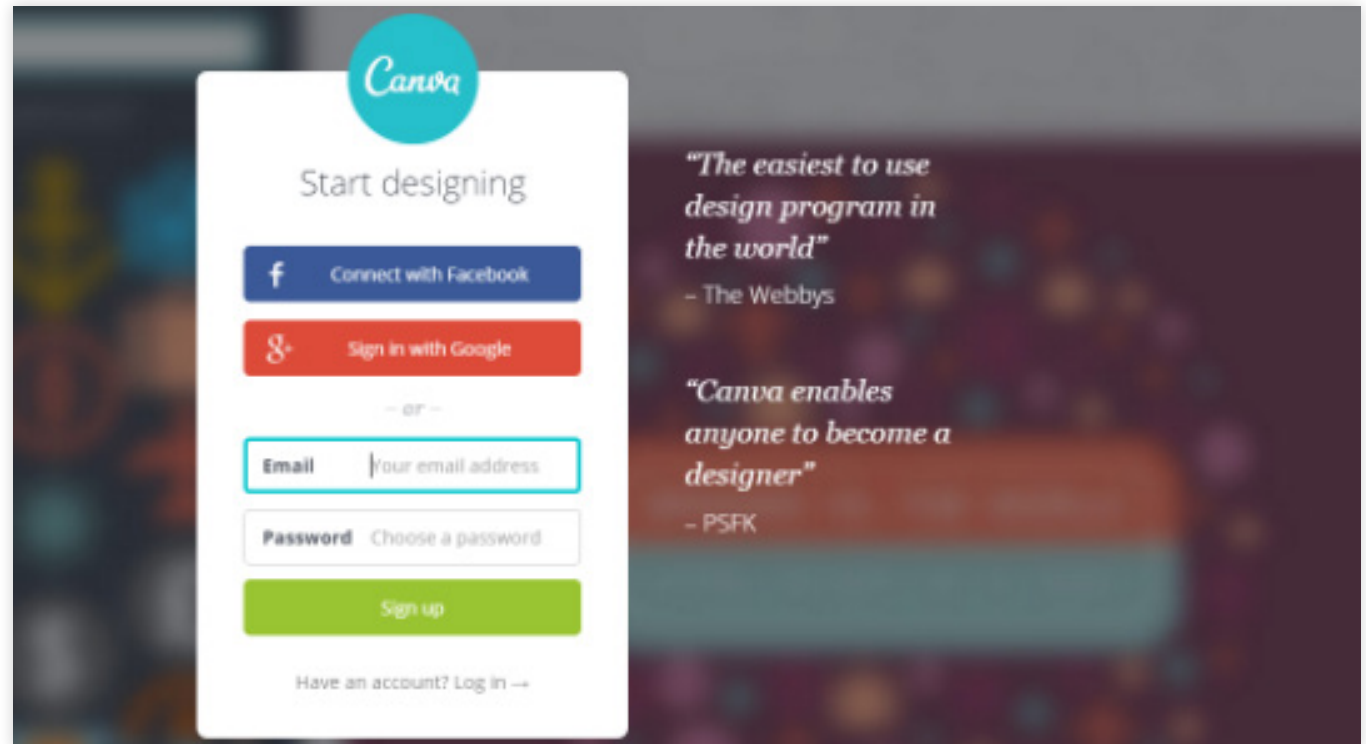 Canva
Start designing
f Connect with Facebook
g+ Sign in with Google
– or –
Email Your email address
Password Choose a password
Sign up
Have an account? Log in →
“The easiest to use
design program in
the world”
– The Webbys
“Canva enables
anyone to become a
designer”
– PSFK